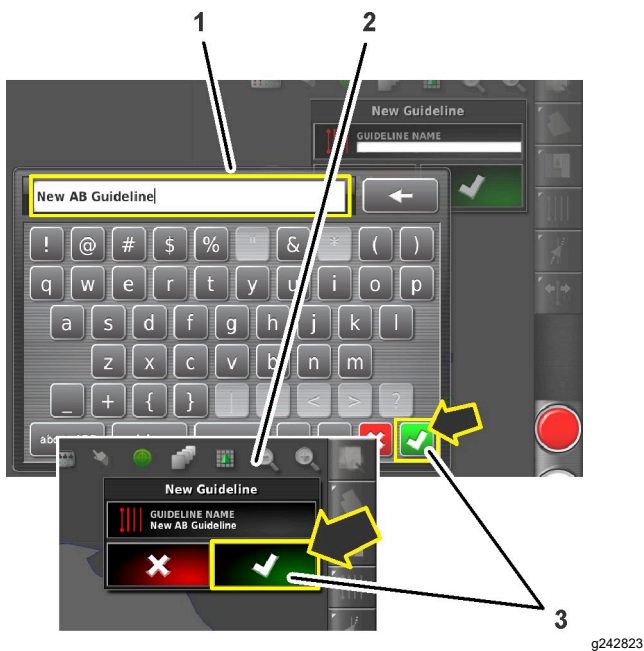 1
2
New Guideline
GUIDELINE NAME
New AB Guideline
! @ # $ % " & * ( )
q w e r t y u i o p
a s d f g h j k l
z x c v b n m
_ + { } < > ?
New Guideline
GUIDELINE NAME
New AB Guideline
3
g242823